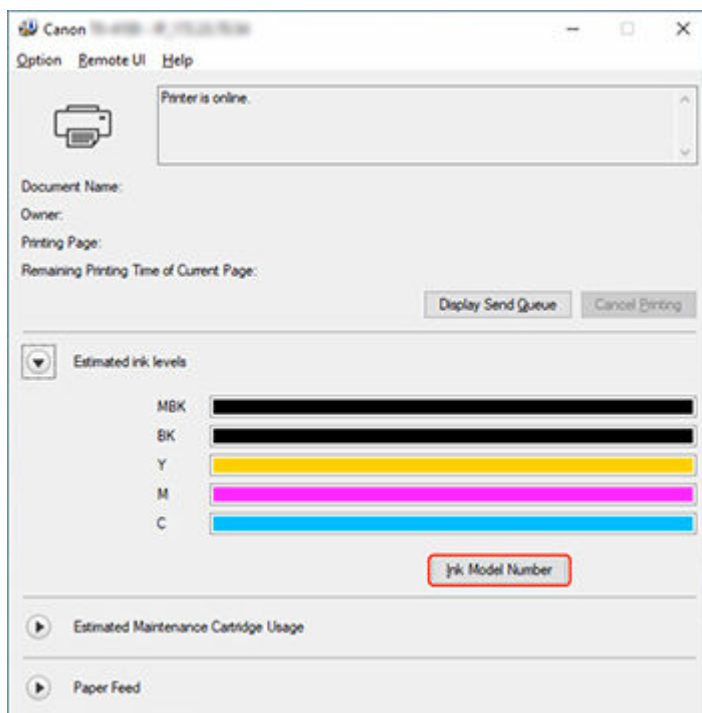 Canon
Option Remote UI Help
Printer is online.
Document Name:
Owner:
Printing Page:
Remaining Printing Time of Current Page:
Display Send Queue Cancel Printing
Estimated ink levels
MBK
BK
Y
M
C
Ink Model Number
Estimated Maintenance Cartridge Usage
Paper Feed